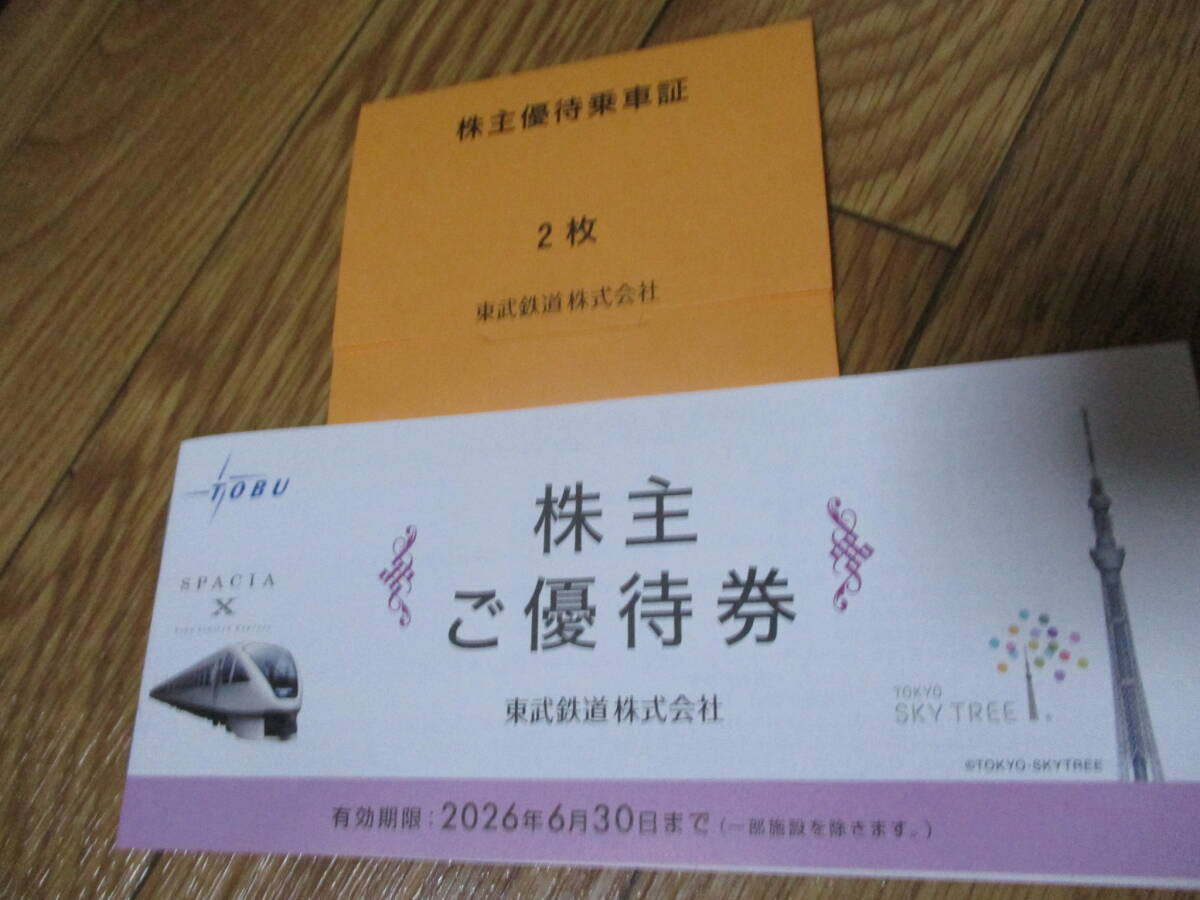 株主優待乗車証
2枚
東武鉄道株式会社
TOBU
株主
ご優待券
SPACIA
X
東武鉄道株式会社
TOKYO
SKYTREE
©TOKYO-SKYTREE
有効期限：2026年6月30日まで（一部施設を除きます。）